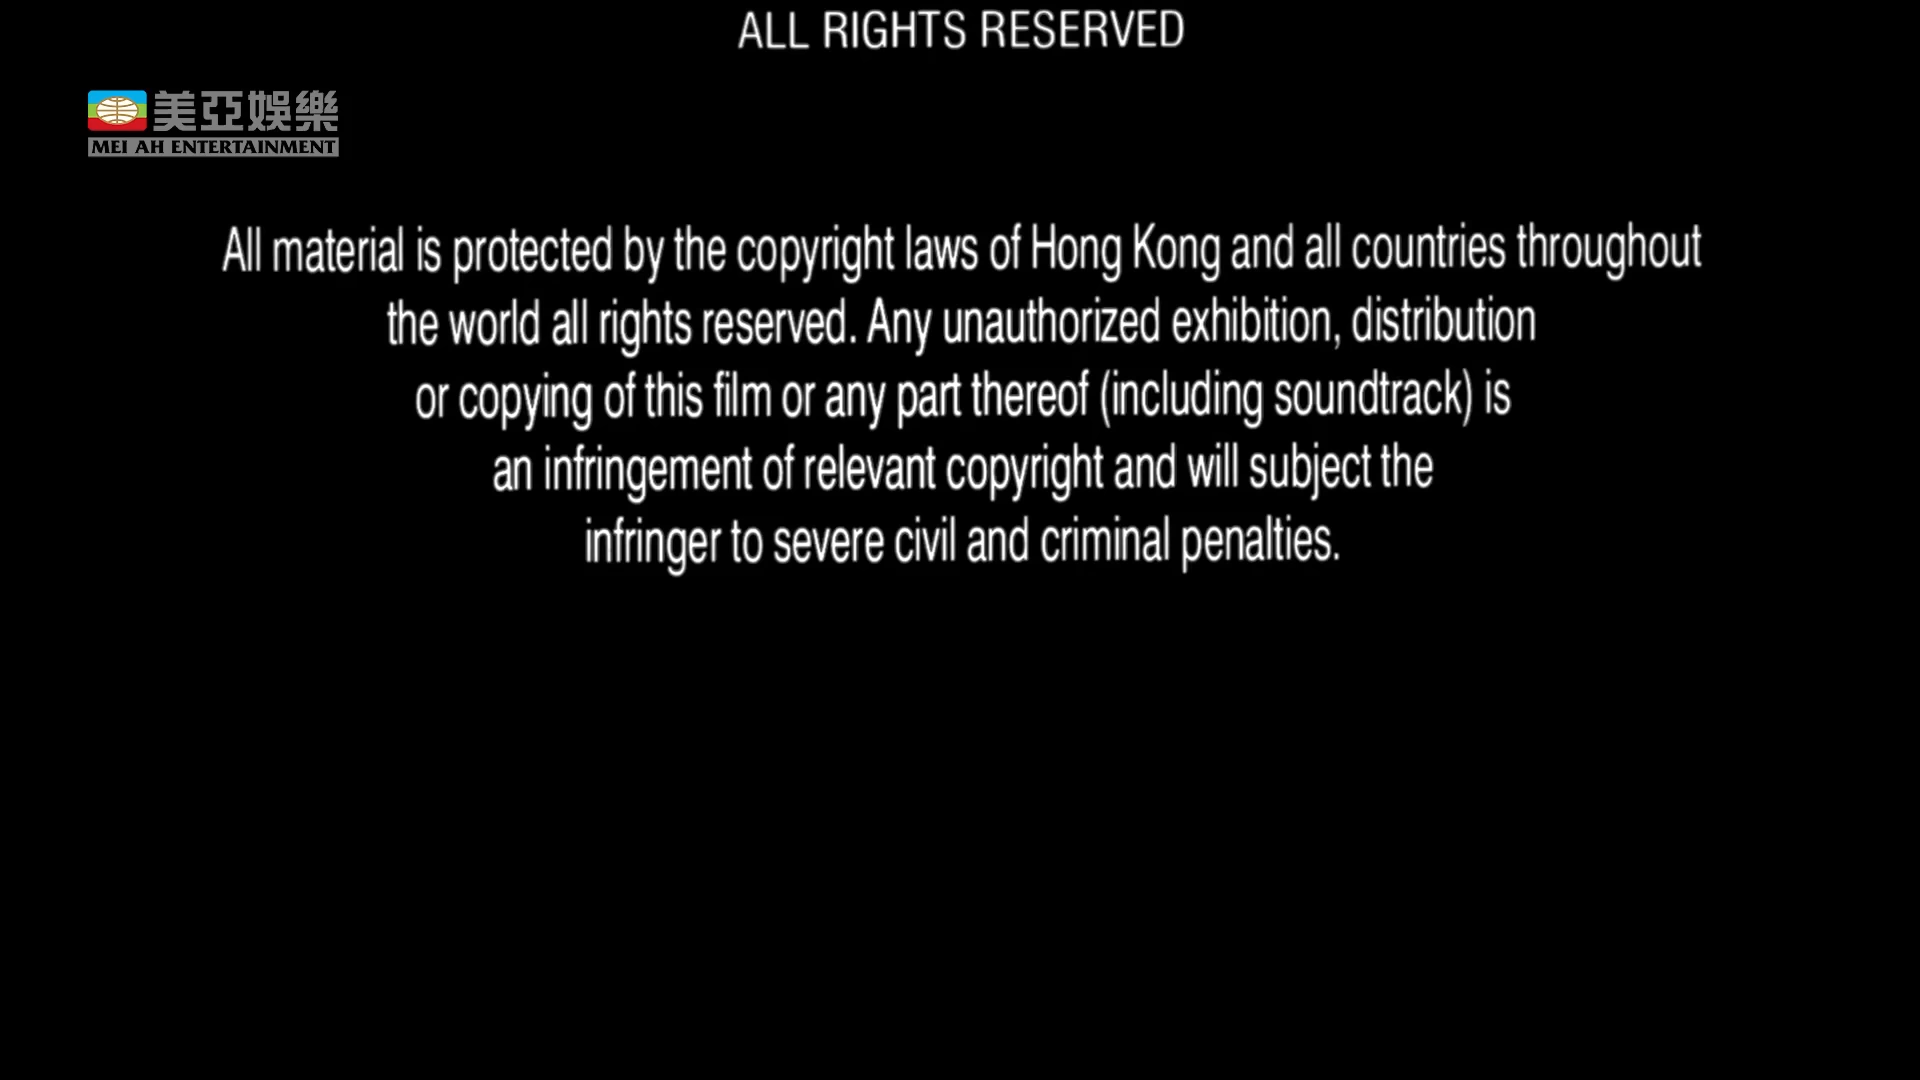 ALL RIGHTS RESERVED
美亞娛樂
MEI AH ENTERTAINMENT
All material is protected by the copyright laws of Hong Kong and all countries throughout
the world all rights reserved. Any unauthorized exhibition, distribution
or copying of this film or any part thereof (including soundtrack) is
an infringement of relevant copyright and will subject the
infringer to severe civil and criminal penalties.